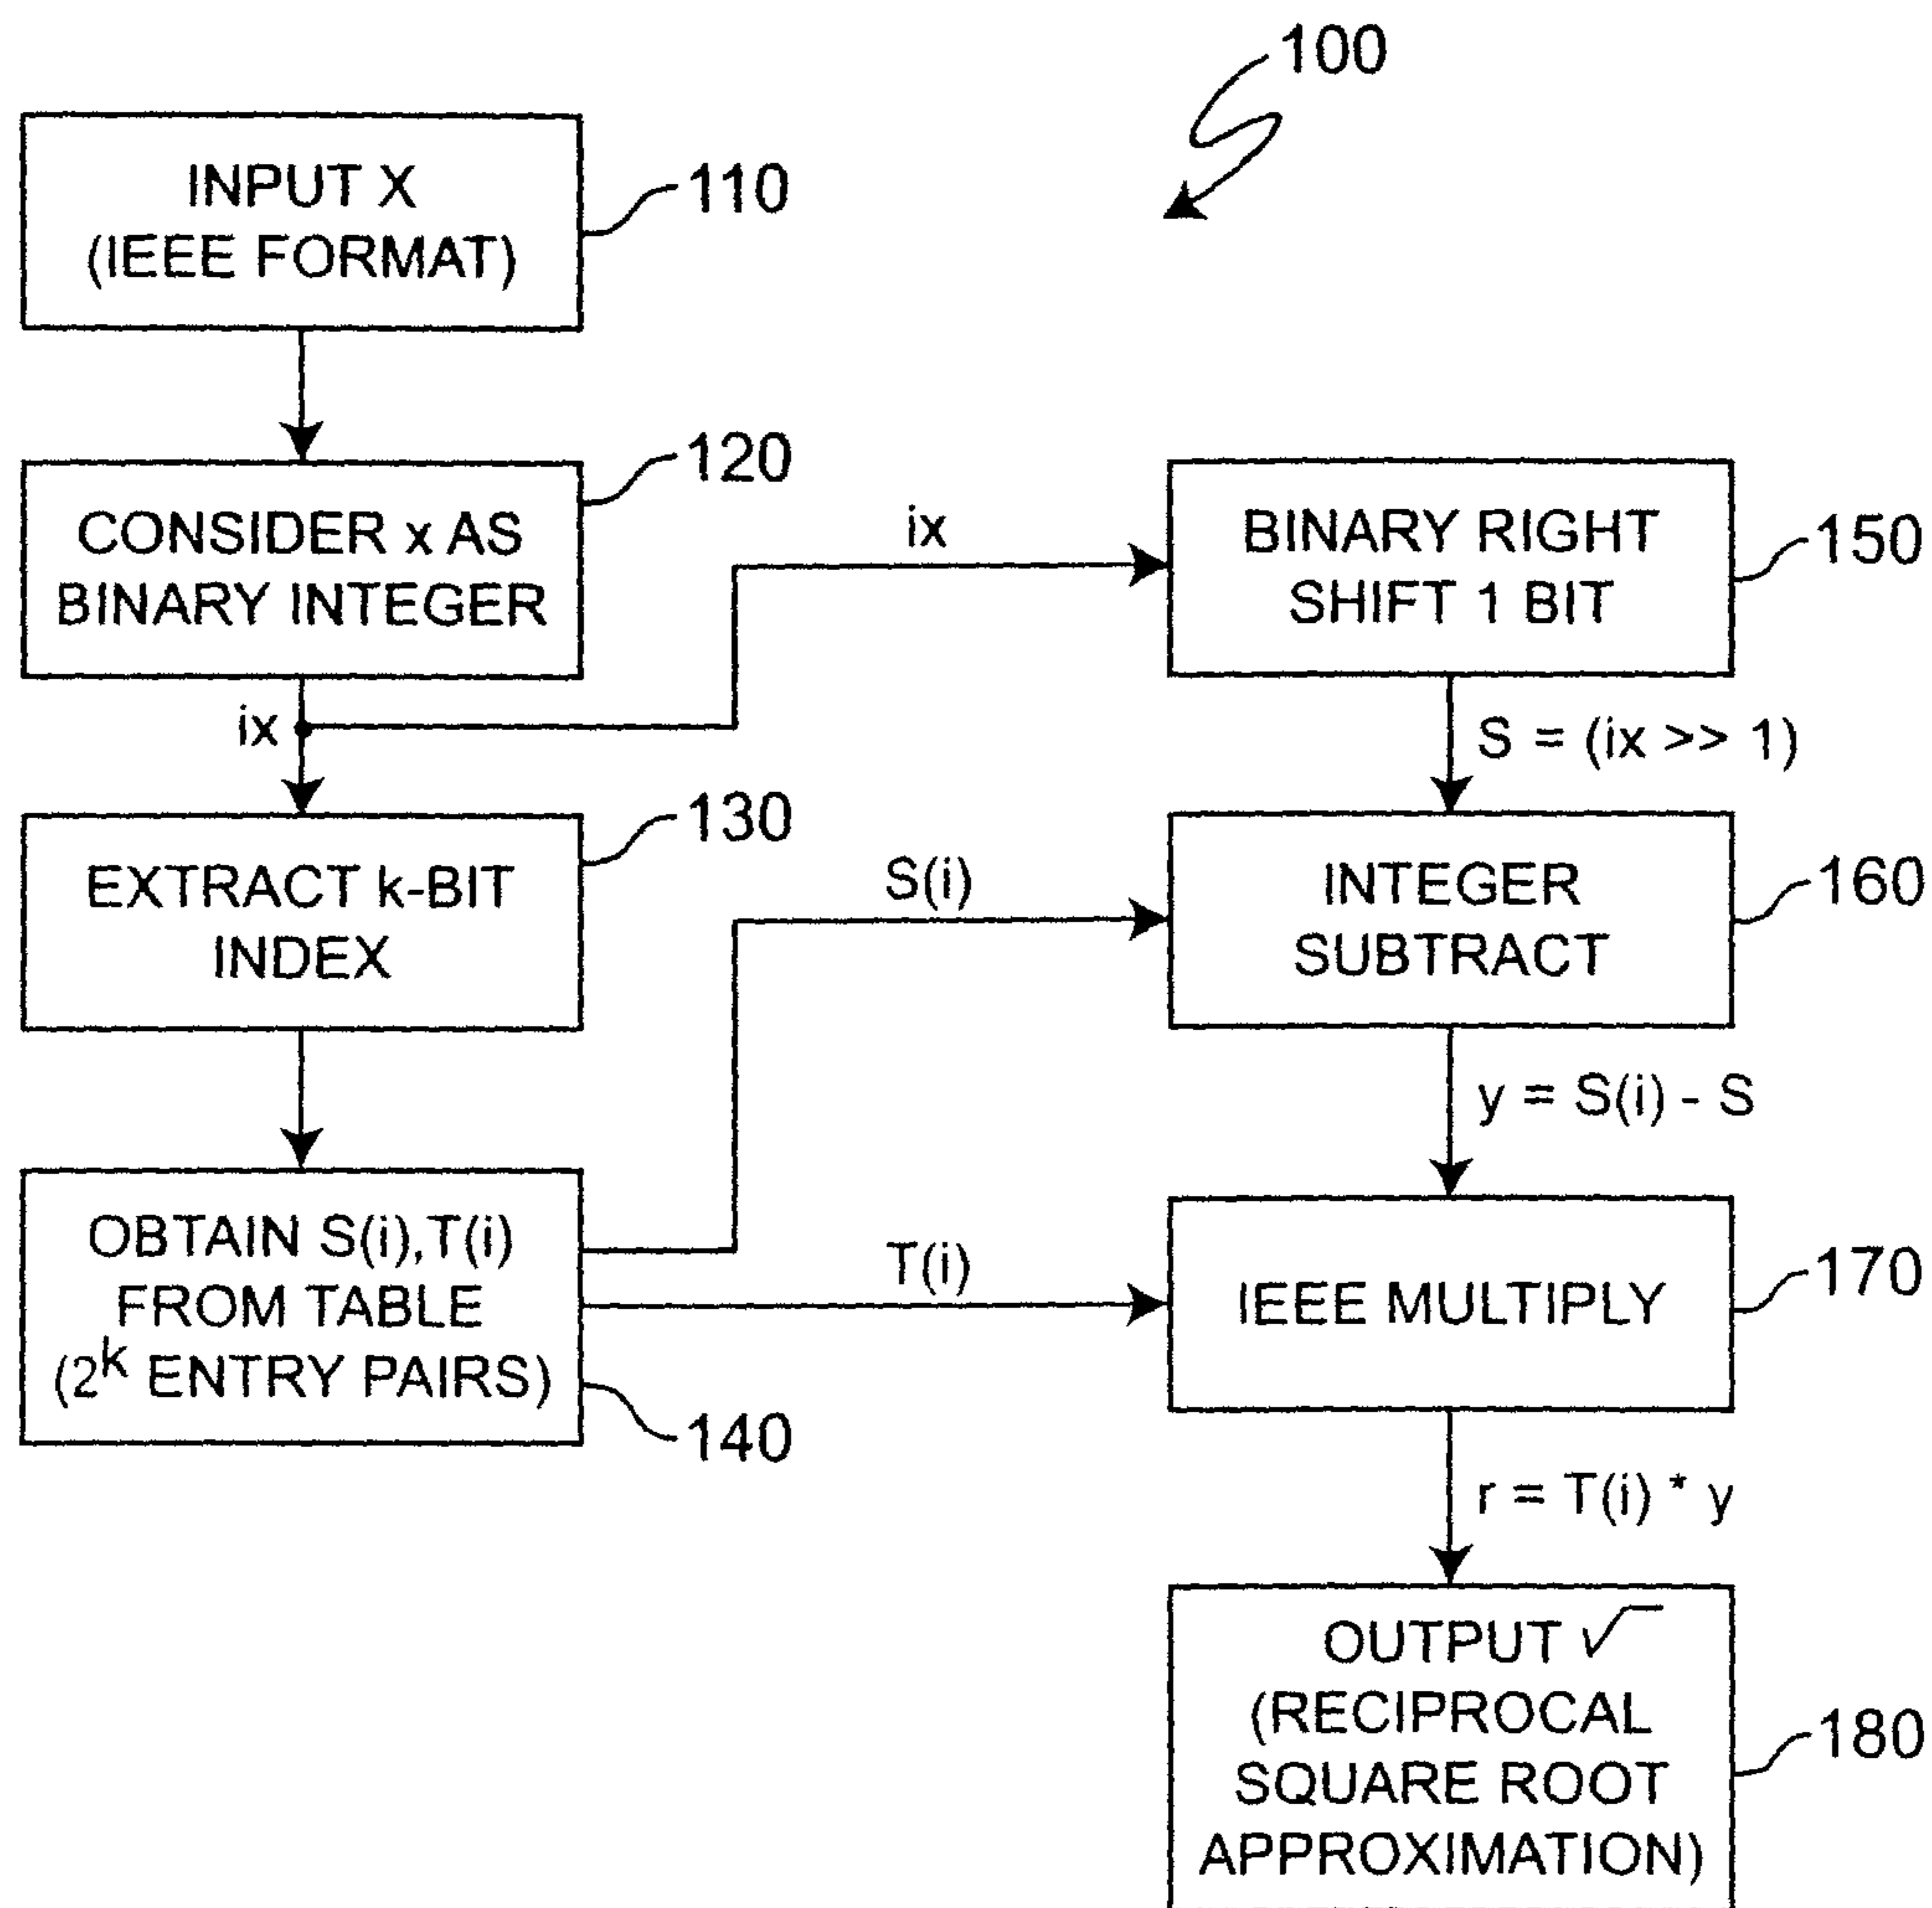 100
INPUT X
(IEEE FORMAT)
110
CONSIDER x AS
BINARY INTEGER
120
ix
ix
BINARY RIGHT
SHIFT 1 BIT
150
S = (ix >> 1)
EXTRACT k-BIT
INDEX
130
S(i)
INTEGER
SUBTRACT
160
y = S(i) - S
OBTAIN S(i),T(i)
FROM TABLE
(2^k ENTRY PAIRS)
140
T(i)
IEEE MULTIPLY
170
r = T(i) * y
OUTPUT √
(RECIPROCAL
SQUARE ROOT
APPROXIMATION)
180